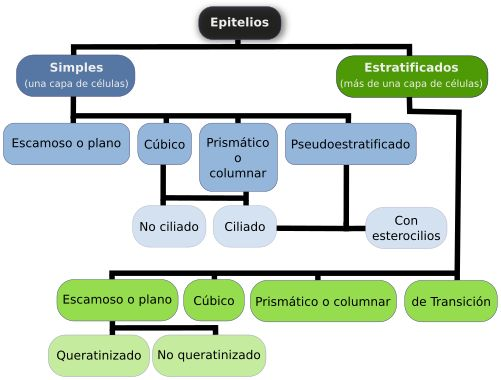 Epitelios
Simples
(una capa de células)
Estratificados
(más de una capa de células)
Escamoso o plano
Cúbico
Prismático
o
columnar
Pseudoestratificado
No ciliado
Ciliado
Con
esterocilios
Escamoso o plano
Cúbico
Prismático o columnar
de Transición
Queratinizado
No queratinizado